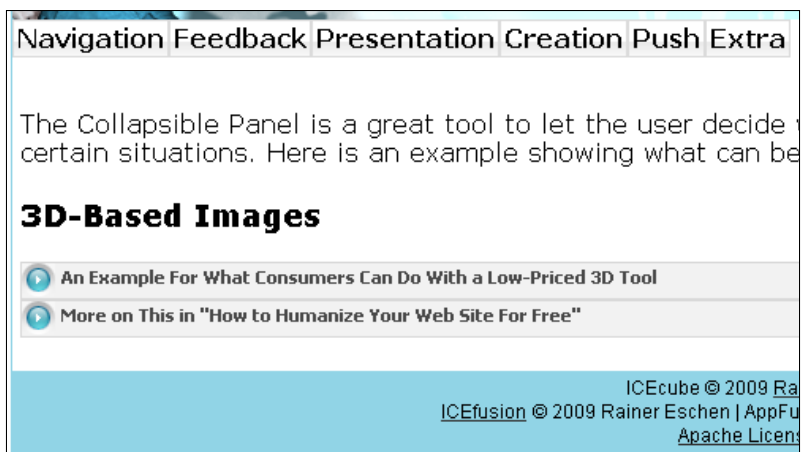 Navigation Feedback Presentation Creation Push Extra
The Collapsible Panel is a great tool to let the user decide
certain situations. Here is an example showing what can be
3D-Based Images
An Example For What Consumers Can Do With a Low-Priced 3D Tool
More on This in "How to Humanize Your Web Site For Free"
ICEcube © 2009 Ra
ICEfusion © 2009 Rainer Eschen | AppFu
Apache Licens